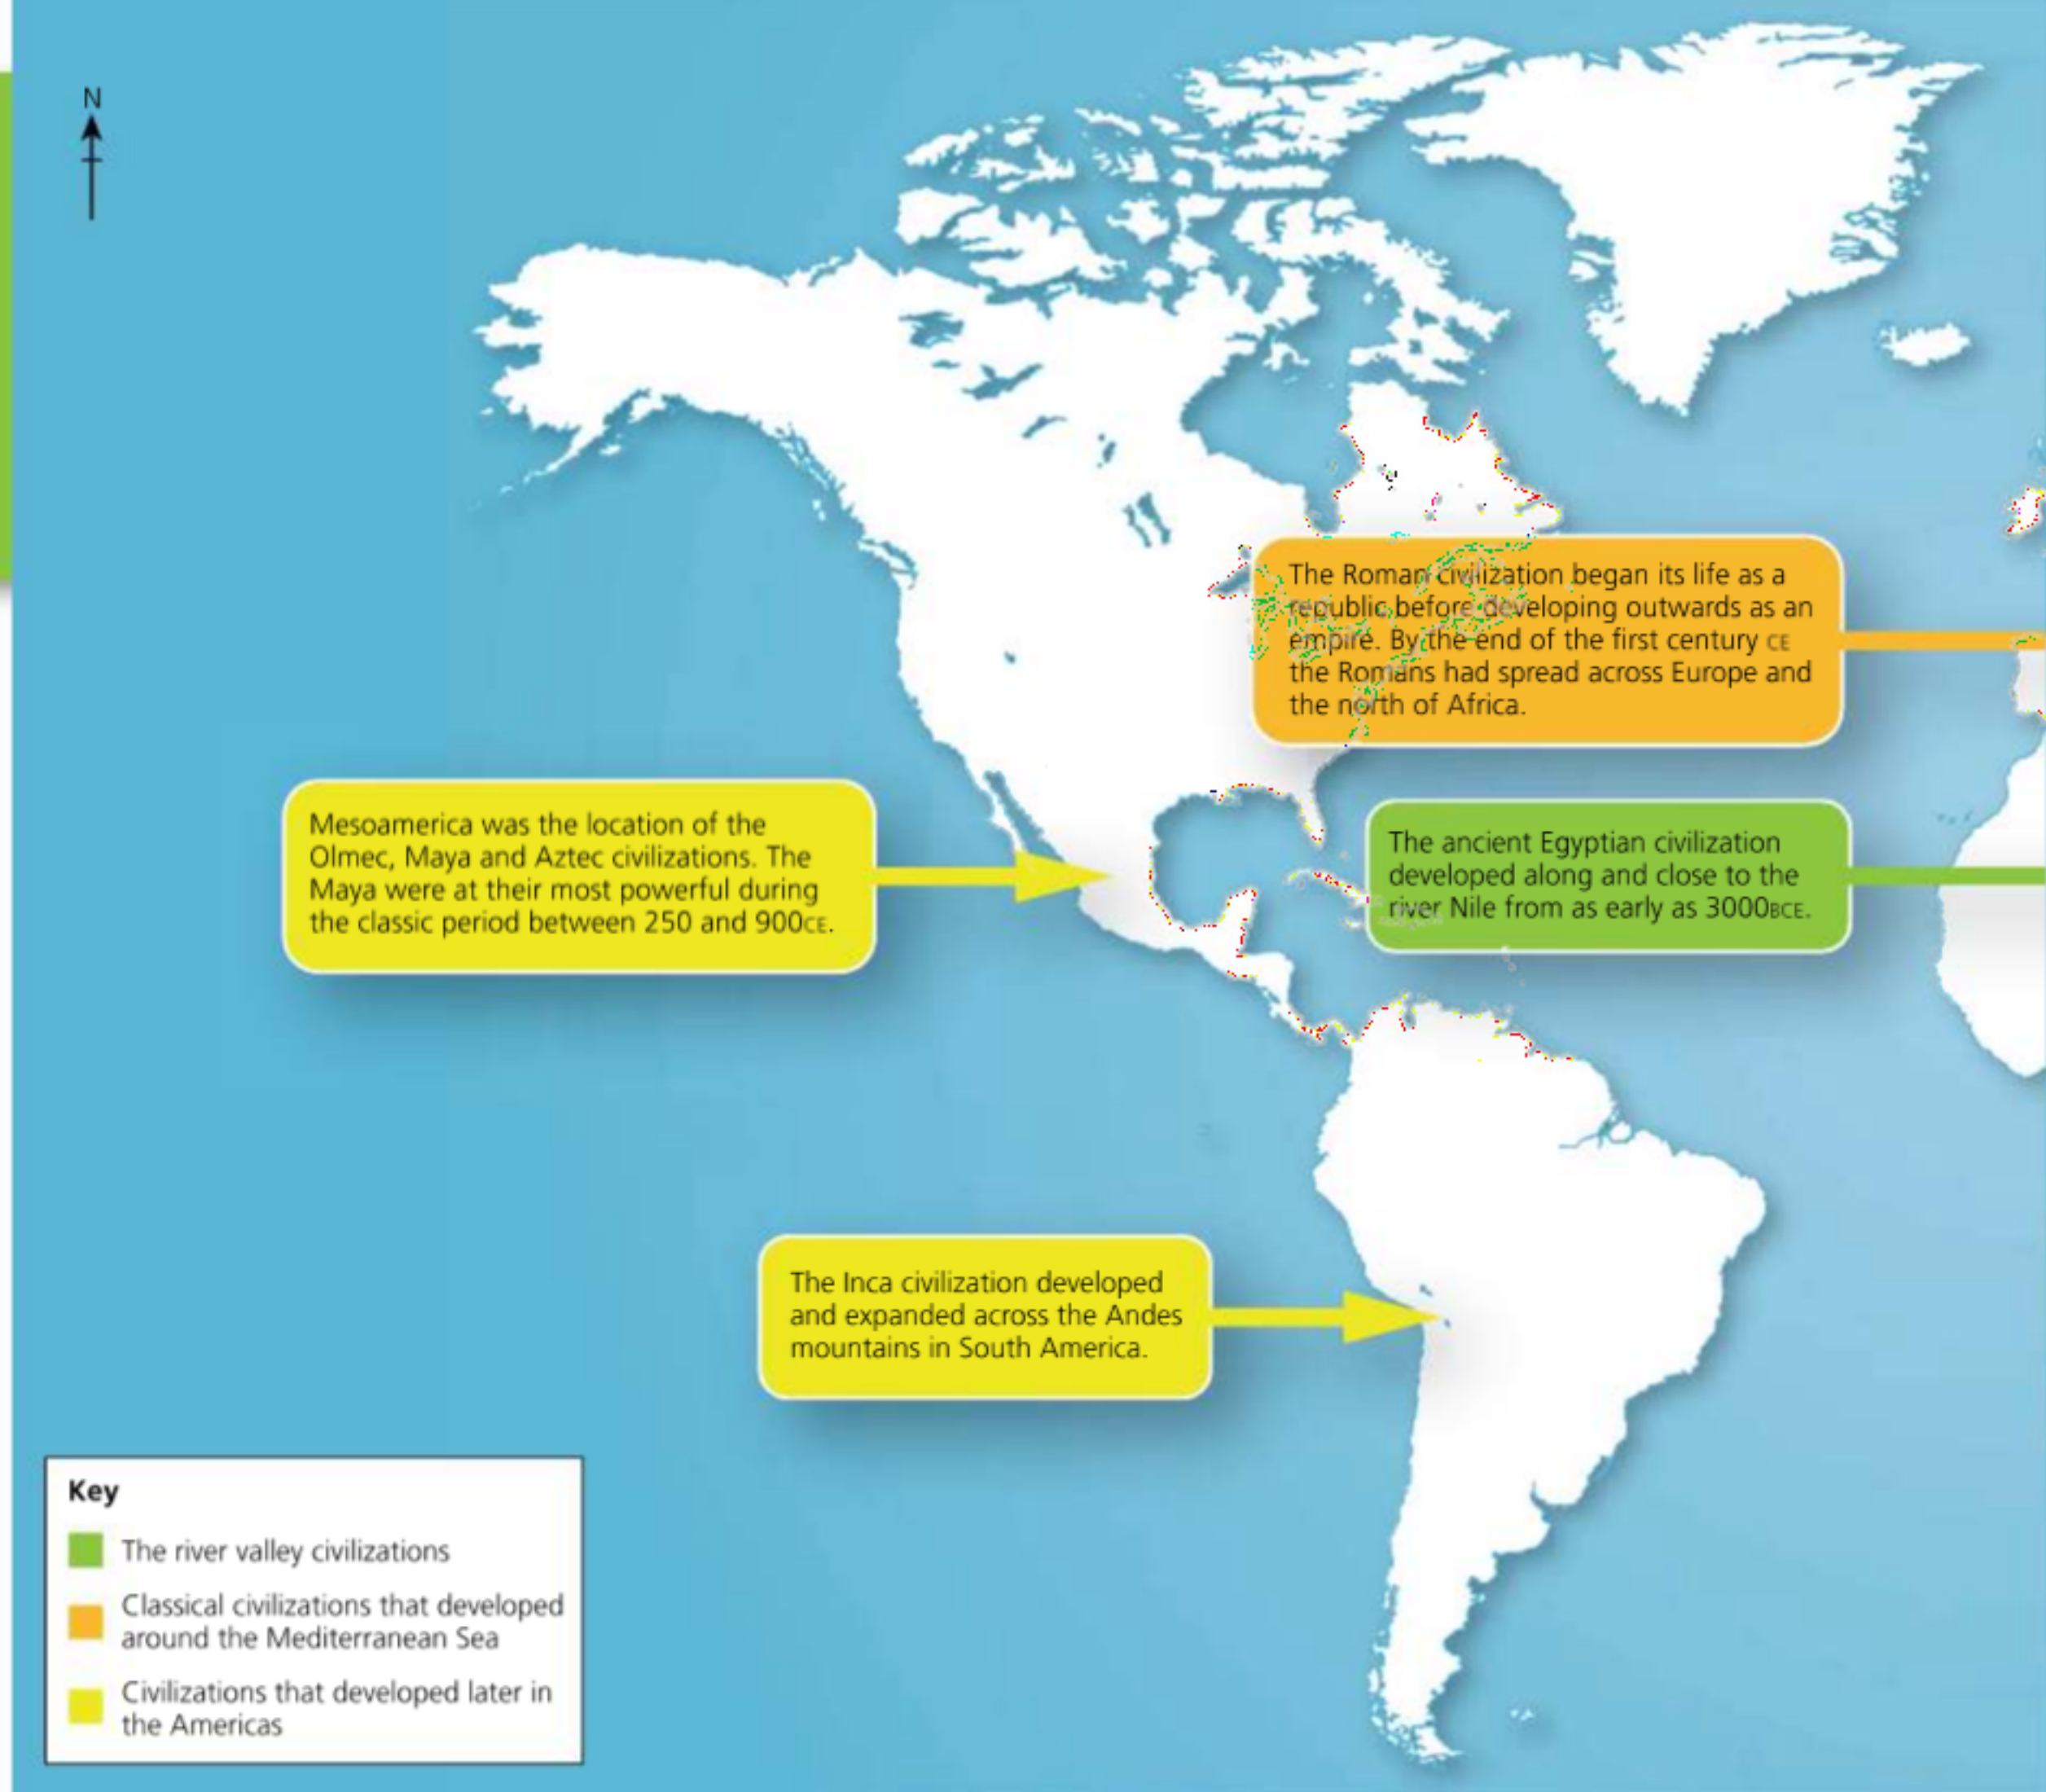 N
The Roman civilization began its life as a
republic before developing outwards as an
empire. By the end of the first century CE
the Romans had spread across Europe and
the north of Africa.
Mesoamerica was the location of the
Olmec, Maya and Aztec civilizations. The
Maya were at their most powerful during
the classic period between 250 and 900CE.
The ancient Egyptian civilization
developed along and close to the
river Nile from as early as 3000BCE.
The Inca civilization developed
and expanded across the Andes
mountains in South America.
Key
The river valley civilizations
Classical civilizations that developed
around the Mediterranean Sea
Civilizations that developed later in
the Americas